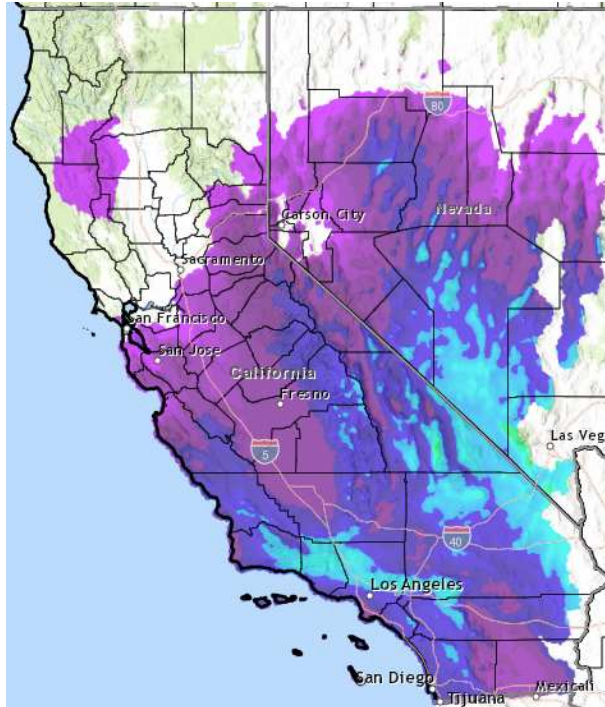 80
Nevada
Carson City
Sacramento
San Francisco
San Jose
California
Fresno
5
Las Veg
40
Los Angeles
San Diego
Mexicali
Tijuana